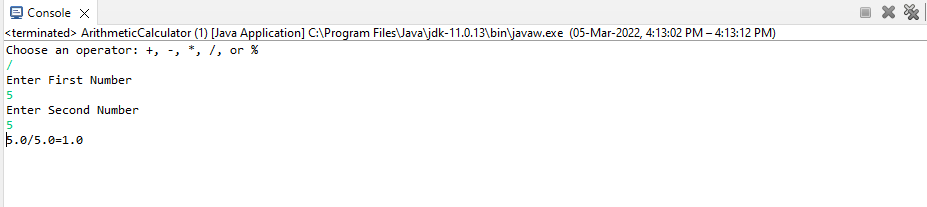 Console
<terminated> ArithmeticCalculator (1) [Java Application] C:\Program Files\Java\jdk-11.0.13\bin\javaw.exe (05-Mar-2022, 4:13:02 PM – 4:13:12 PM)
Choose an operator: +, -, *, /, or %
/
Enter First Number
5
Enter Second Number
5
5.0/5.0=1.0